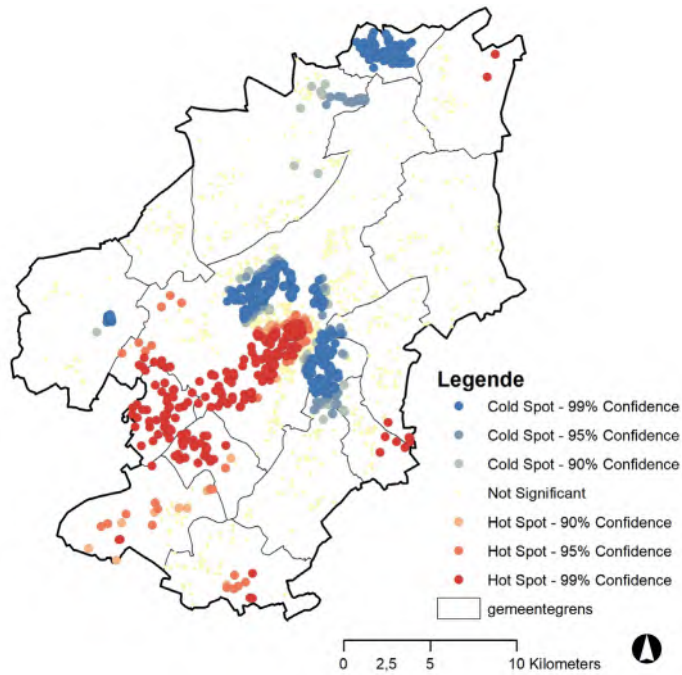 Legende
Cold Spot - 99% Confidence
Cold Spot - 95% Confidence
Cold Spot - 90% Confidence
Not Significant
Hot Spot - 90% Confidence
Hot Spot - 95% Confidence
Hot Spot - 99% Confidence
gemeentegrens
0 2,5 5 10 Kilometers